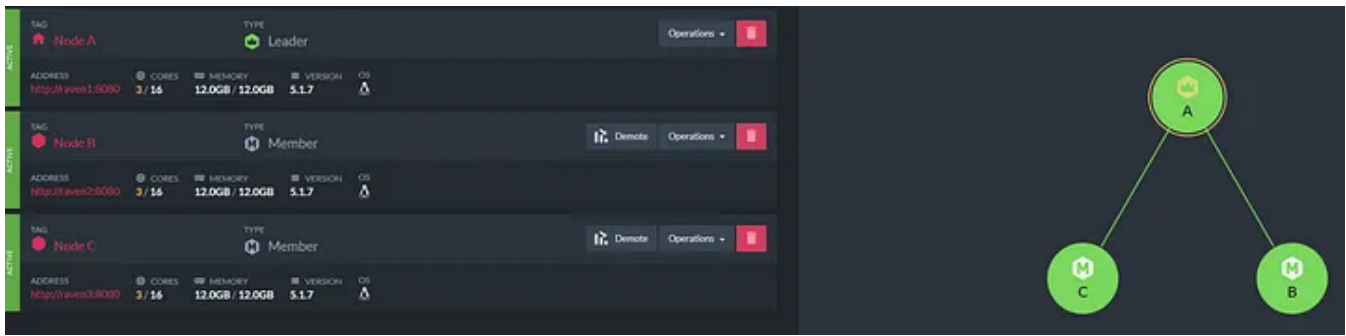 TAG TYPE
Node A Leader Operations
ACTIVE
ADDRESS CORES MEMORY VERSION OS
http://raven1:8080 3/16 12.0GB / 12.0GB 5.1.7
TAG TYPE
Node B Member Demote Operations
ACTIVE
ADDRESS CORES MEMORY VERSION OS
http://raven2:8080 3/16 12.0GB / 12.0GB 5.1.7
TAG TYPE
Node C Member Demote Operations
ACTIVE
ADDRESS CORES MEMORY VERSION OS
http://raven3:8080 3/16 12.0GB / 12.0GB 5.1.7
A
M M
C B